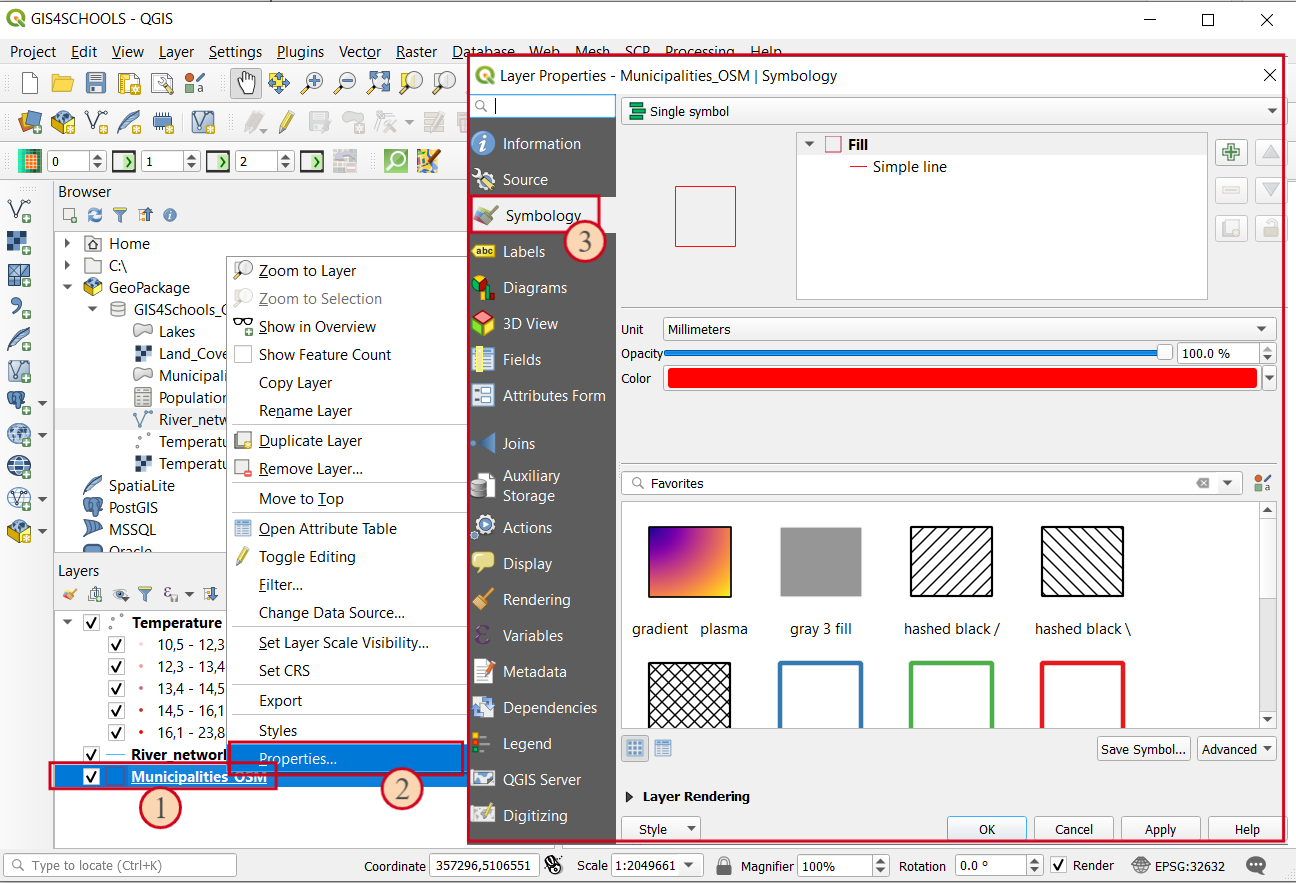 GIS4SCHOOLS - QGIS
Project Edit View Layer Settings Plugins Vector Raster Database Web Mesh SCP Processing Help
0 1 2
Browser
Home
C:\
GeoPackage
GIS4Schools_
Lakes
Land_Cove
Municipali
Population
River_netw
Temperatu
Temperatu
SpatiaLite
PostGIS
MSSQL
Oracle
Layers
Temperature
10,5 - 12,3
12,3 - 13,4
13,4 - 14,5
14,5 - 16,1
16,1 - 23,8
River_network
Municipalities_OSM
1
Zoom to Layer
Zoom to Selection
Show in Overview
Show Feature Count
Copy Layer
Rename Layer
Duplicate Layer
Remove Layer...
Move to Top
Open Attribute Table
Toggle Editing
Filter...
Change Data Source...
Set Layer Scale Visibility...
Set CRS
Export
Styles
Properties...
2
Layer Properties - Municipalities_OSM | Symbology
Information
Source
Symbology
3
abc Labels
Diagrams
3D View
Fields
Attributes Form
Joins
Auxiliary
Storage
Actions
Display
Rendering
Variables
Metadata
Dependencies
Legend
QGIS Server
Digitizing
Single symbol
Fill
Simple line
Unit Millimeters
Opacity 100.0 %
Color
Favorites
gradient plasma gray 3 fill hashed black / hashed black \
Save Symbol... Advanced
Layer Rendering
Style OK Cancel Apply Help
Type to locate (Ctrl+K) Coordinate 357296,5106551 Scale 1:2049661 Magnifier 100% Rotation 0.0 ° Render EPSG:32632